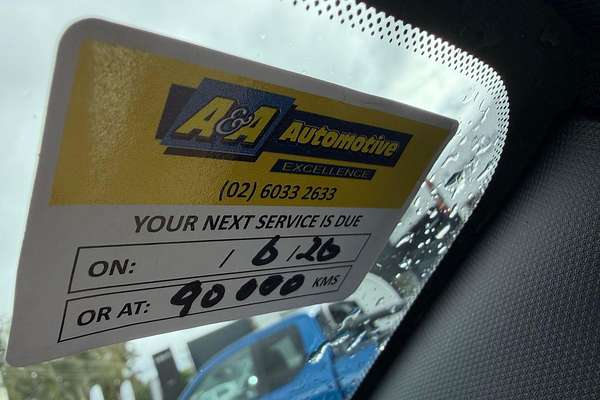 A&A Automotive
EXCELLENCE
(02) 6033 2633
YOUR NEXT SERVICE IS DUE
ON: / 6 / 26
OR AT: 90 000 KMS